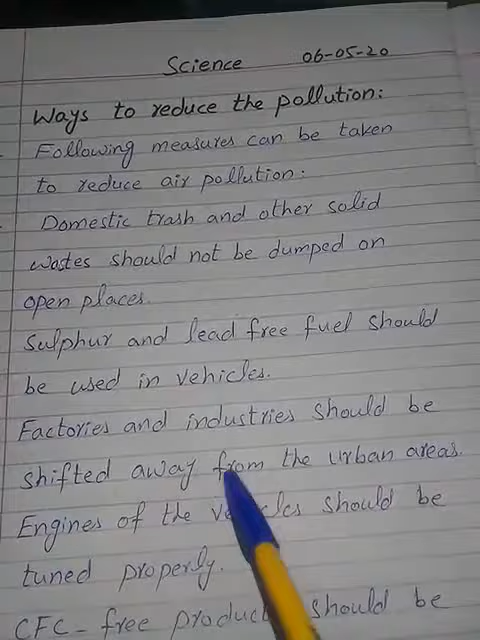 Science 06-05-20
Ways to reduce the pollution:
Following measures can be taken
to reduce air pollution:
Domestic trash and other solid
wastes should not be dumped on
open places.
Sulphur and lead free fuel should
be used in vehicles.
Factories and industries should be
shifted away from the urban areas.
Engines of the vehicles should be
tuned properly.
CFC - free product should be